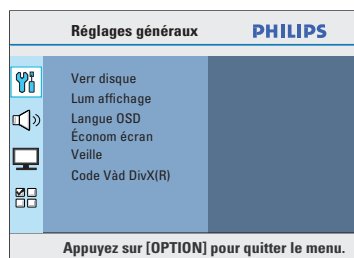 Réglages généraux
PHILIPS
Verr disque
Lum affichage
Langue OSD
Économ écran
Veille
Code Vàd DivX(R)
Appuyez sur [OPTION] pour quitter le menu.